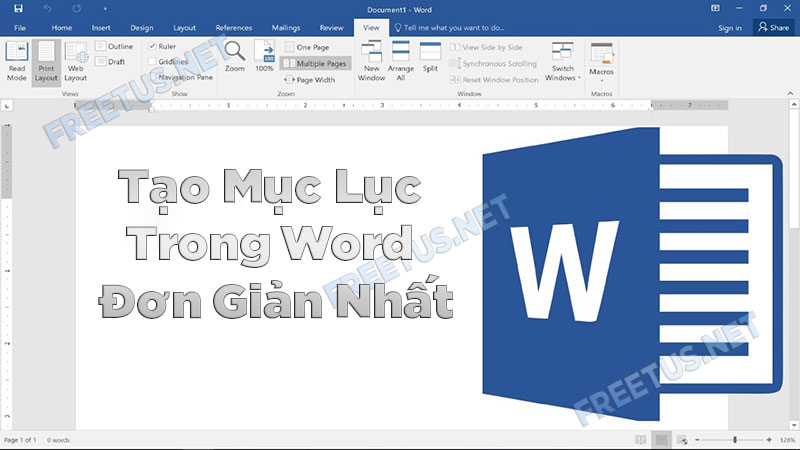 Document1 - Word
File Home Insert Design Layout References Mailings Review View Tell me what you want to do... Sign in Share
Read Mode
Print Layout
Web Layout
Outline
Draft
Views
Ruler
Gridlines
Navigation Pane
Show
Zoom
100%
One Page
Multiple Pages
Page Width
Zoom
New Window
Arrange All
Split
View Side by Side
Synchronous Scrolling
Reset Window Position
Switch Windows
Window
Macros
Macros
FREETUS.NET
Tạo Mục Lục
Trong Word
Đơn Giản Nhất
FREETUS.NET
W
FREETUS.NET
Page 1 of 1 0 words 128%